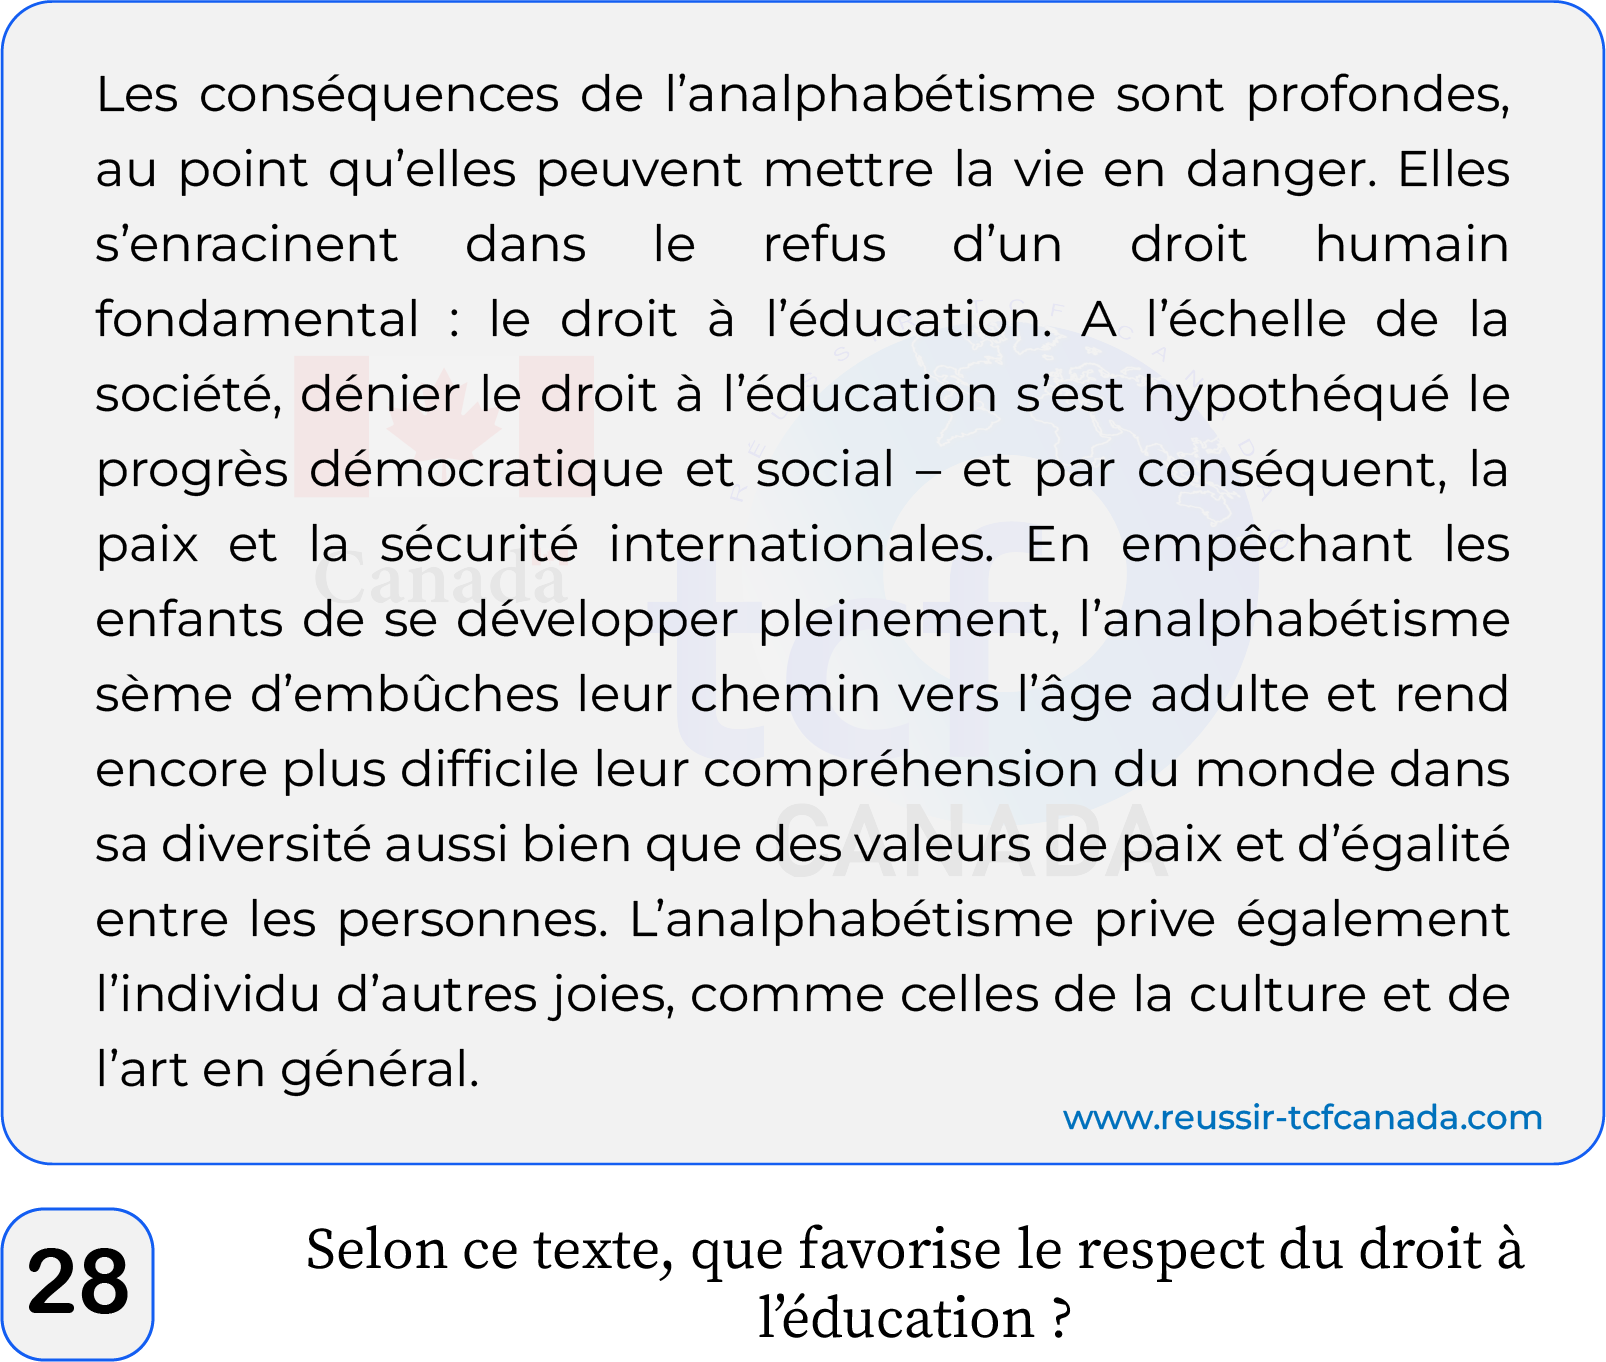 Les conséquences de l’analphabétisme sont profondes,
au point qu’elles peuvent mettre la vie en danger. Elles
s’enracinent dans le refus d’un droit humain
fondamental : le droit à l’éducation. A l’échelle de la
société, dénier le droit à l’éducation s’est hypothéqué le
progrès démocratique et social – et par conséquent, la
paix et la sécurité internationales. En empêchant les
enfants de se développer pleinement, l’analphabétisme
sème d’embûches leur chemin vers l’âge adulte et rend
encore plus difficile leur compréhension du monde dans
sa diversité aussi bien que des valeurs de paix et d’égalité
entre les personnes. L’analphabétisme prive également
l’individu d’autres joies, comme celles de la culture et de
l’art en général.
www.reussir-tcfcanada.com
Canada
tcf
CANADA
28
Selon ce texte, que favorise le respect du droit à
l’éducation ?